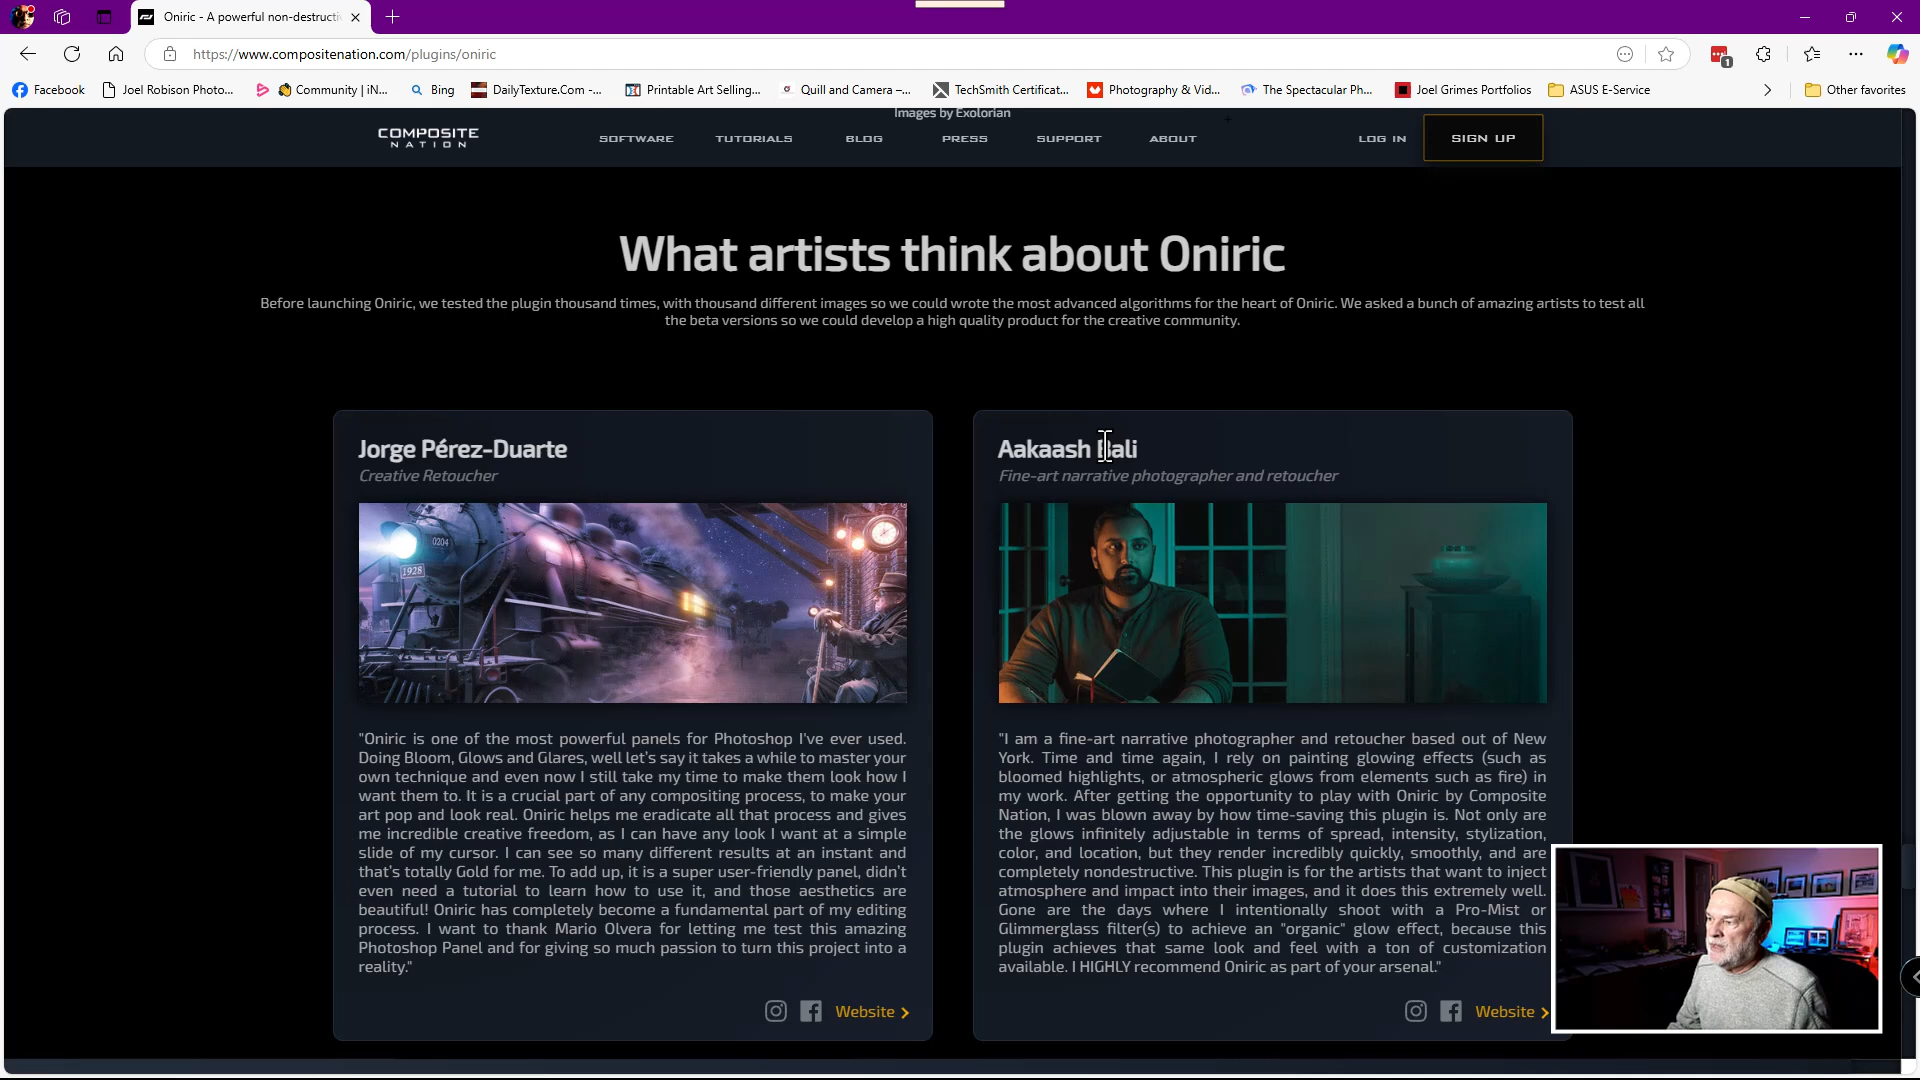 Oniric - A powerful non-destructi
https://www.compositenation.com/plugins/oniric
1
Facebook
Joel Robison Photo...
Community | iN...
Bing
DailyTexture.Com -...
Printable Art Selling...
Quill and Camera –...
TechSmith Certificat...
Photography & Vid...
The Spectacular Ph...
Joel Grimes Portfolios
ASUS E-Service
Other favorites
Images by Exolorian
COMPOSITE
NATION
SOFTWARE
TUTORIALS
BLOG
PRESS
SUPPORT
ABOUT
LOG IN
SIGN UP
What artists think about Oniric
Before launching Oniric, we tested the plugin thousand times, with thousand different images so we could wrote the most advanced algorithms for the heart of Oniric. We asked a bunch of amazing artists to test all
the beta versions so we could develop a high quality product for the creative community.
Jorge Pérez-Duarte
Creative Retoucher
0204
1928
"Oniric is one of the most powerful panels for Photoshop I've ever used.
Doing Bloom, Glows and Glares, well let's say it takes a while to master your
own technique and even now I still take my time to make them look how I
want them to. It is a crucial part of any compositing process, to make your
art pop and look real. Oniric helps me eradicate all that process and gives
me incredible creative freedom, as I can have any look I want at a simple
slide of my cursor. I can see so many different results at an instant and
that's totally Gold for me. To add up, it is a super user-friendly panel, didn't
even need a tutorial to learn how to use it, and those aesthetics are
beautiful! Oniric has completely become a fundamental part of my editing
process. I want to thank Mario Olvera for letting me test this amazing
Photoshop Panel and for giving so much passion to turn this project into a
reality."
Website
Aakaash Bali
Fine-art narrative photographer and retoucher
"I am a fine-art narrative photographer and retoucher based out of New
York. Time and time again, I rely on painting glowing effects (such as
bloomed highlights, or atmospheric glows from elements such as fire) in
my work. After getting the opportunity to play with Oniric by Composite
Nation, I was blown away by how time-saving this plugin is. Not only are
the glows infinitely adjustable in terms of spread, intensity, stylization,
color, and location, but they render incredibly quickly, smoothly, and are
completely nondestructive. This plugin is for the artists that want to inject
atmosphere and impact into their images, and it does this extremely well.
Gone are the days where I intentionally shoot with a Pro-Mist or
Glimmerglass filter(s) to achieve an "organic" glow effect, because this
plugin achieves that same look and feel with a ton of customization
available. I HIGHLY recommend Oniric as part of your arsenal."
Website